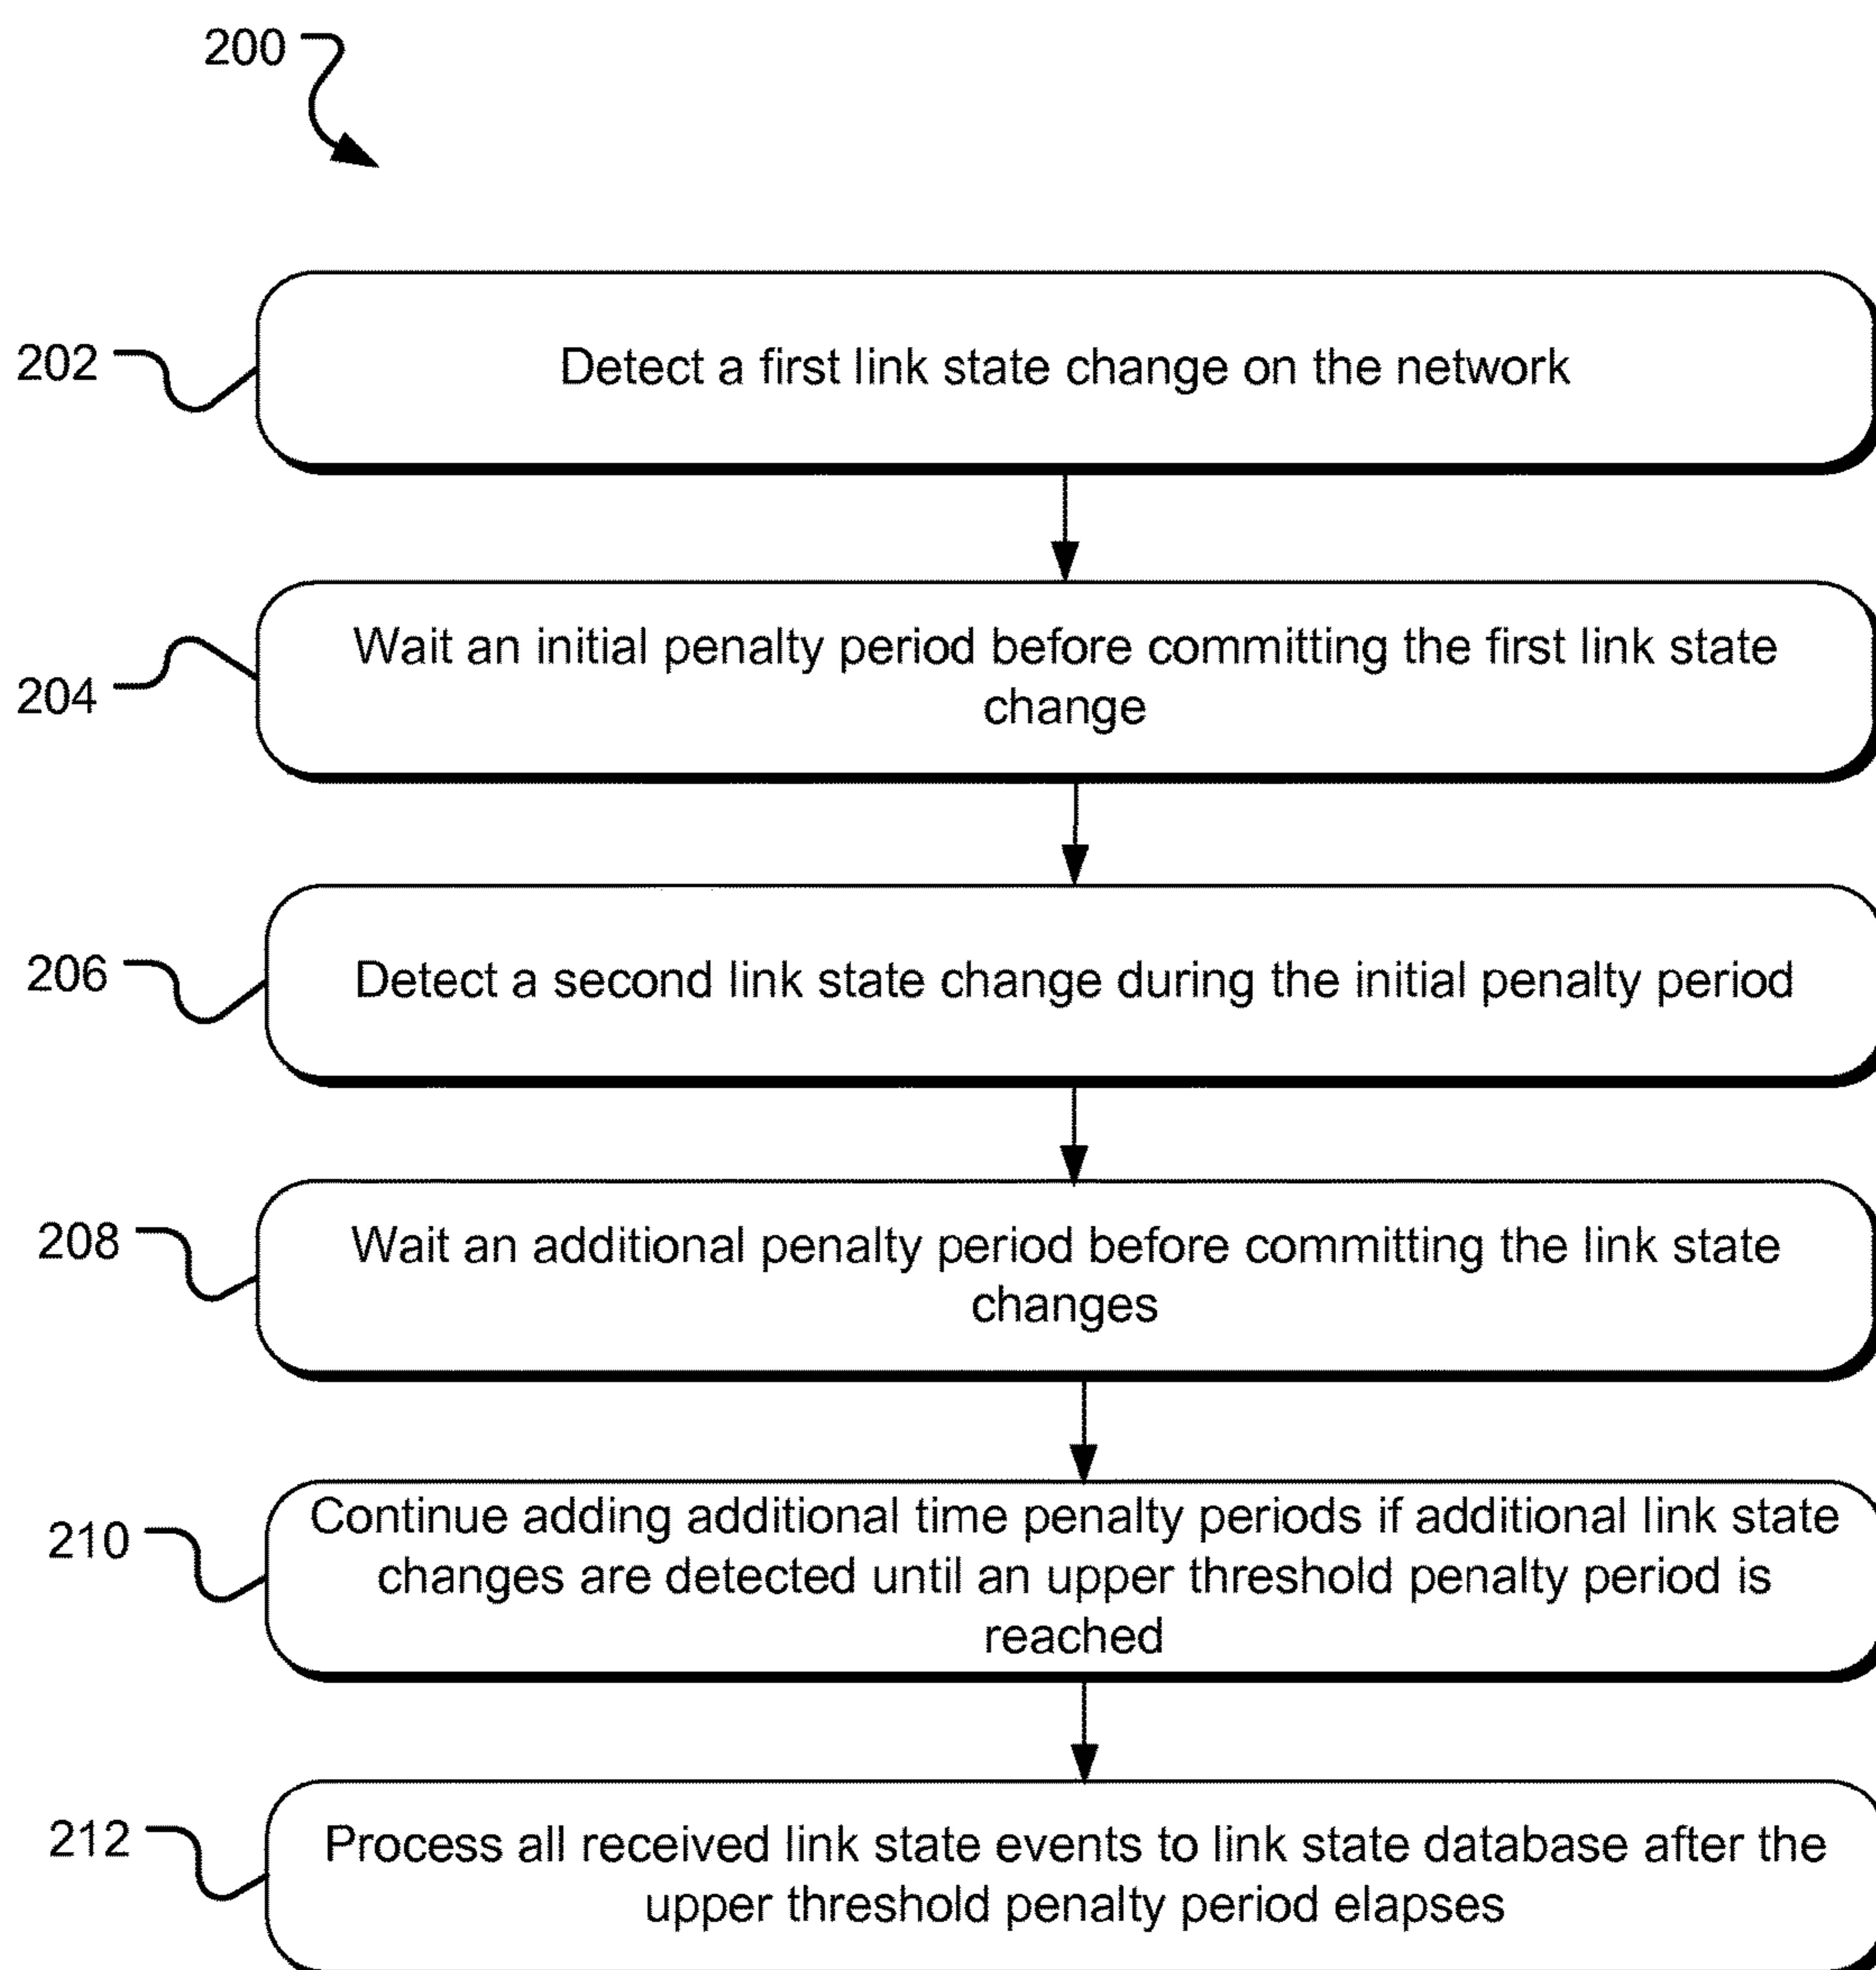 200
202
Detect a first link state change on the network
204
Wait an initial penalty period before committing the first link state
change
206
Detect a second link state change during the initial penalty period
208
Wait an additional penalty period before committing the link state
changes
210
Continue adding additional time penalty periods if additional link state
changes are detected until an upper threshold penalty period is
reached
212
Process all received link state events to link state database after the
upper threshold penalty period elapses